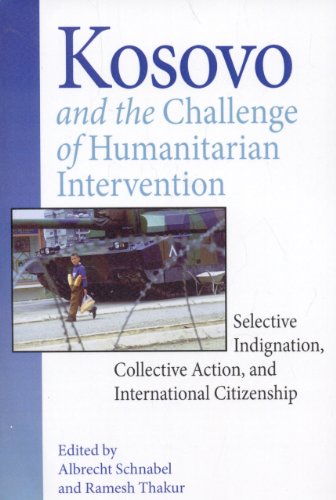 Kosovo
and the Challenge
of Humanitarian
Intervention
Selective
Indignation,
Collective Action, and
International Citizenship
Edited by
Albrecht Schnabel
and Ramesh Thakur